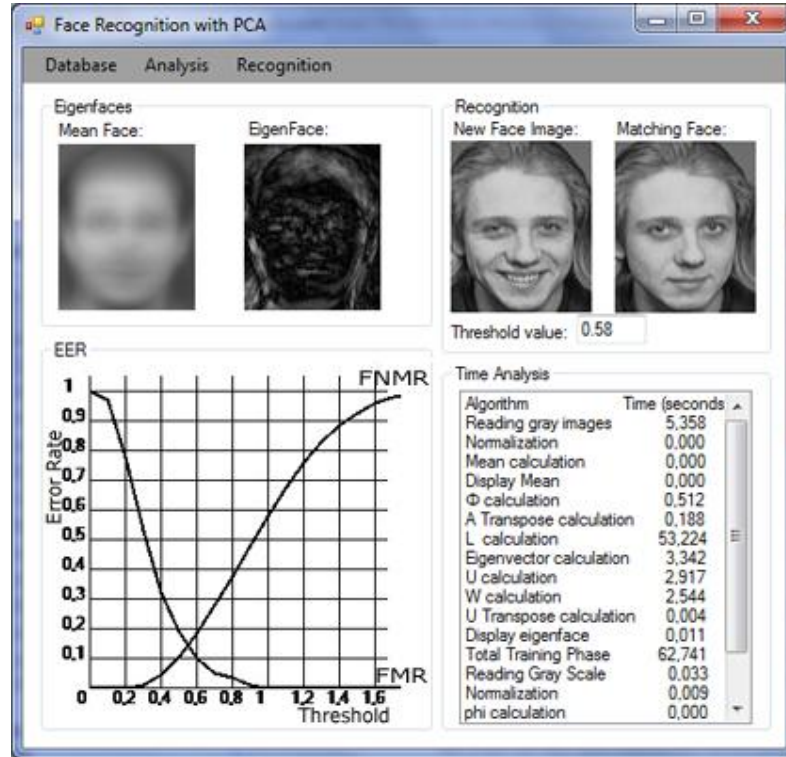 Face Recognition with PCA
Database Analysis Recognition
Eigenfaces
Mean Face: EigenFace:
Recognition
New Face Image: Matching Face:
Threshold value: 0.58
EER
FNMR
1
0,9
0,8
0,7
0,6
0,5
0,4
0,3
0,2
0,1
Error Rate
FMR
0 0,2 0,4 0,6 0,8 1 1,2 1,4 1,6
Threshold
Time Analysis
Algorithm Time (seconds
Reading gray images 5,358
Normalization 0,000
Mean calculation 0,000
Display Mean 0,000
Φ calculation 0,512
A Transpose calculation 0,188
L calculation 53,224
Eigenvector calculation 3,342
U calculation 2,917
W calculation 2,544
U Transpose calculation 0,004
Display eigenface 0,011
Total Training Phase 62,741
Reading Gray Scale 0,033
Normalization 0,009
phi calculation 0,000